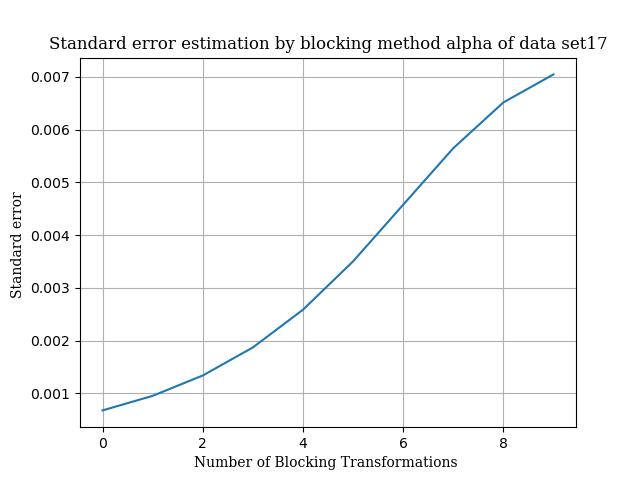 Standard error estimation by blocking method alpha of data set17
0.007
0.006
0.005
0.004
0.003
0.002
0.001
Standard error
0 2 4 6 8
Number of Blocking Transformations